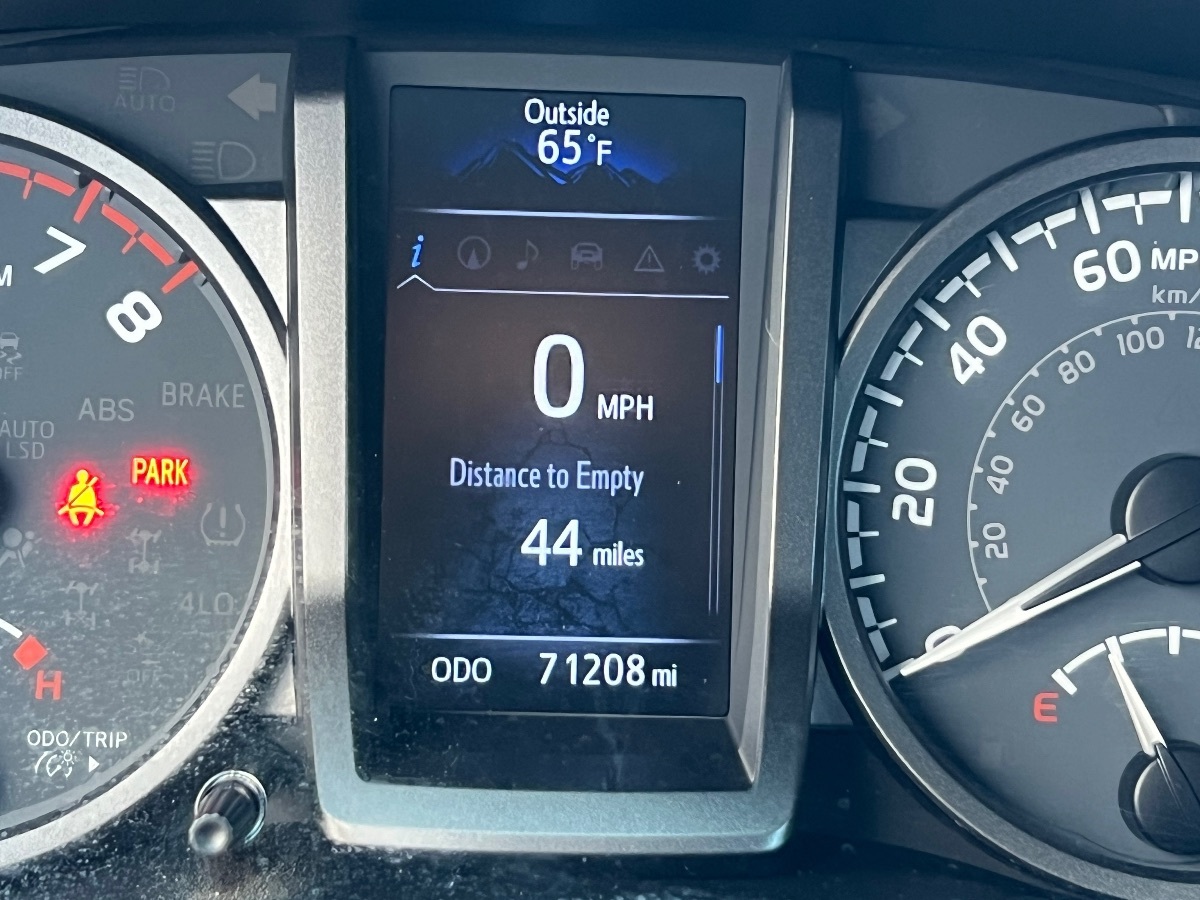 Outside
65°F
i
0 MPH
Distance to Empty
44 miles
ODO 71208 mi
AUTO
7
8
OFF
ABS
BRAKE
AUTO
LSD
PARK
4LO
OFF
H
ODO/TRIP
0
20
40
60
km/
20
40
60
80
100
E